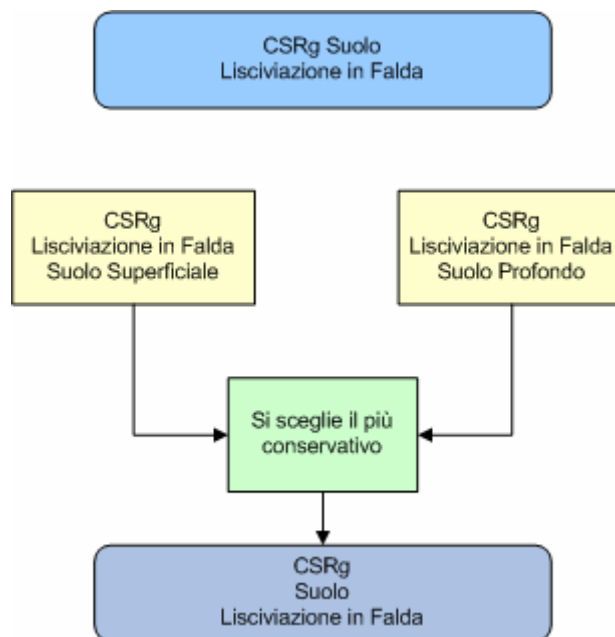 CSRg Suolo
Lisciviazione in Falda
CSRg
Lisciviazione in Falda
Suolo Superficiale
CSRg
Lisciviazione in Falda
Suolo Profondo
Si sceglie il più
conservativo
CSRg
Suolo
Lisciviazione in Falda